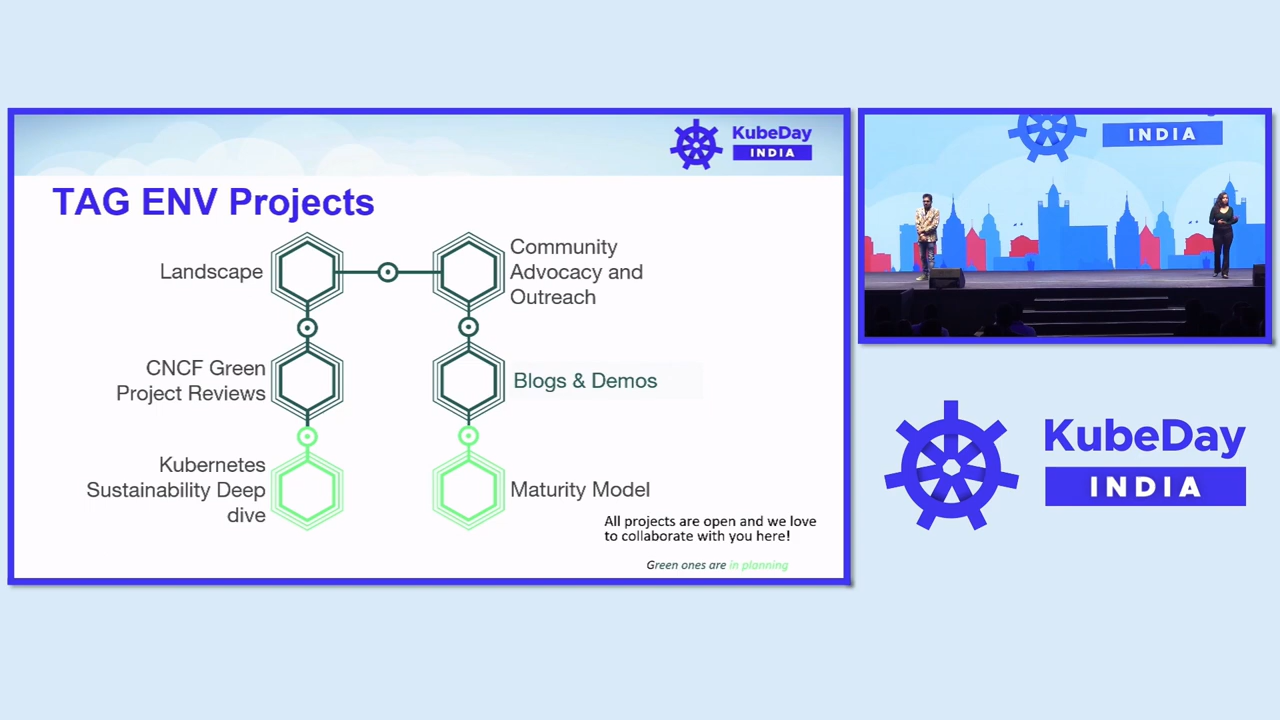 KubeDay
INDIA
TAG ENV Projects
Landscape
Community
Advocacy and
Outreach
CNCF Green
Project Reviews
Blogs & Demos
Kubernetes
Sustainability Deep
dive
Maturity Model
All projects are open and we love
to collaborate with you here!
Green ones are in planning
INDIA
KubeDay
INDIA